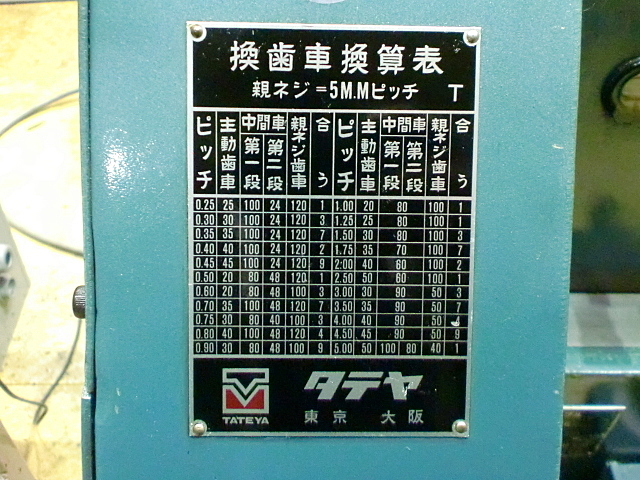 換歯車換算表
親ネジ=5M.Mピッチ T
ピッチ 主動歯車 中間車 第一段 第二段 親ネジ歯車 合う ピッチ 主動歯車 中間車 第一段 第二段 親ネジ歯車 合う
0.25 25 100 24 120 1.00 20 80 100 1
0.30 30 100 24 120 3 1.25 25 80 100 1
0.35 35 100 24 120 7 1.50 30 80 100 3
0.40 40 100 24 120 2 1.75 35 70 100 7
0.45 45 100 24 120 9 2.00 40 60 100 2
0.50 20 80 48 120 1 2.50 50 60 100 1
0.60 20 80 48 100 3 3.00 30 90 50 3
0.70 35 100 48 120 7 3.50 35 90 50 7
0.75 30 80 40 100 3 4.00 40 90 50
0.80 40 100 48 120 4 4.50 45 90 50 9
0.90 30 80 48 100 9 5.00 50 100 80 40 1
タテヤ
TATEYA 東京 大阪